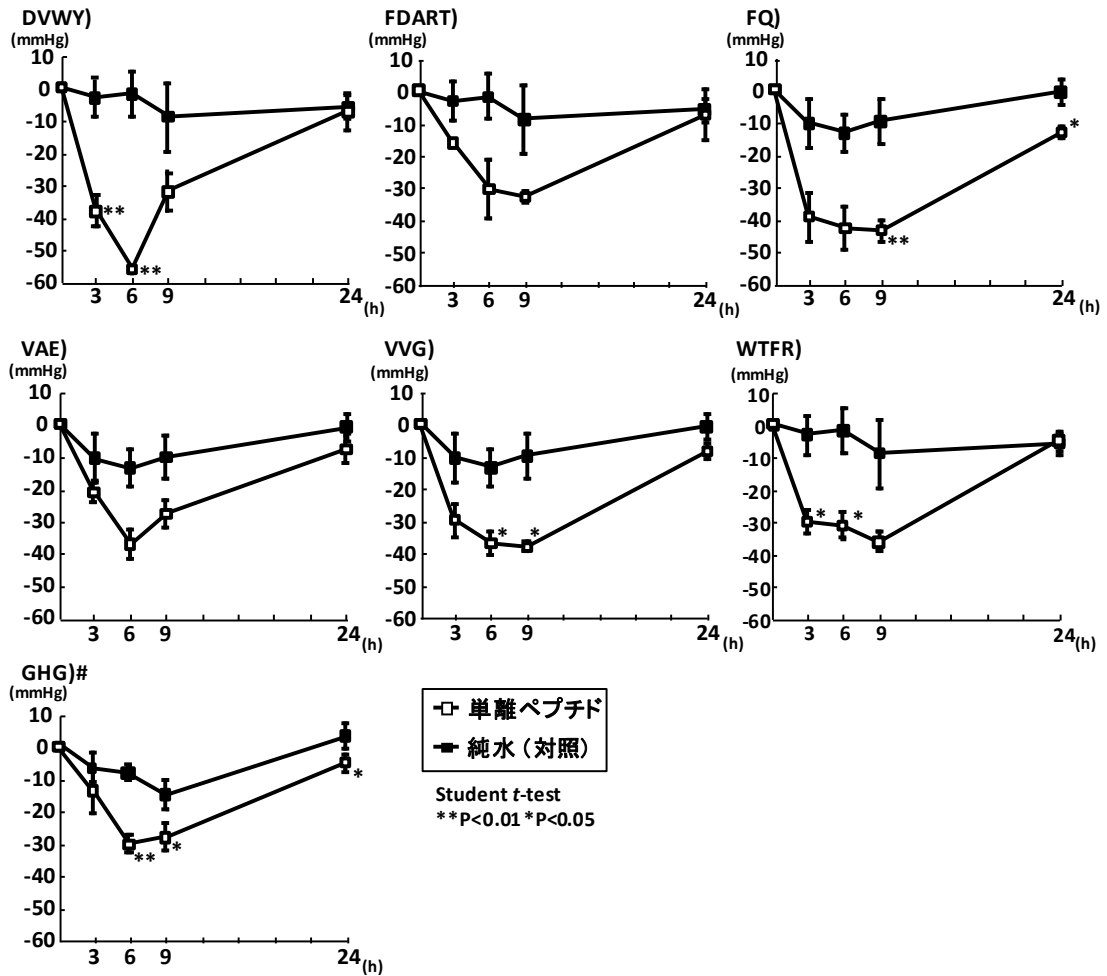 DVWY)
(mmHg)
10
0
-10
-20
-30
-40
-50
-60
**
**
3 6 9 24 (h)
FDART)
(mmHg)
10
0
-10
-20
-30
-40
-50
-60
3 6 9 24 (h)
FQ)
(mmHg)
10
0
-10
-20
-30
-40
-50
-60
*
**
3 6 9 24 (h)
VAE)
(mmHg)
10
0
-10
-20
-30
-40
-50
-60
3 6 9 24 (h)
VVG)
(mmHg)
10
0
-10
-20
-30
-40
-50
-60
* *
3 6 9 24 (h)
WTFR)
(mmHg)
10
0
-10
-20
-30
-40
-50
-60
* *
3 6 9 24 (h)
GHG)#
(mmHg)
10
0
-10
-20
-30
-40
-50
-60
*
** *
3 6 9 24 (h)
単離ペプチド
純水（対照）
Student t-test
**P<0.01 *P<0.05